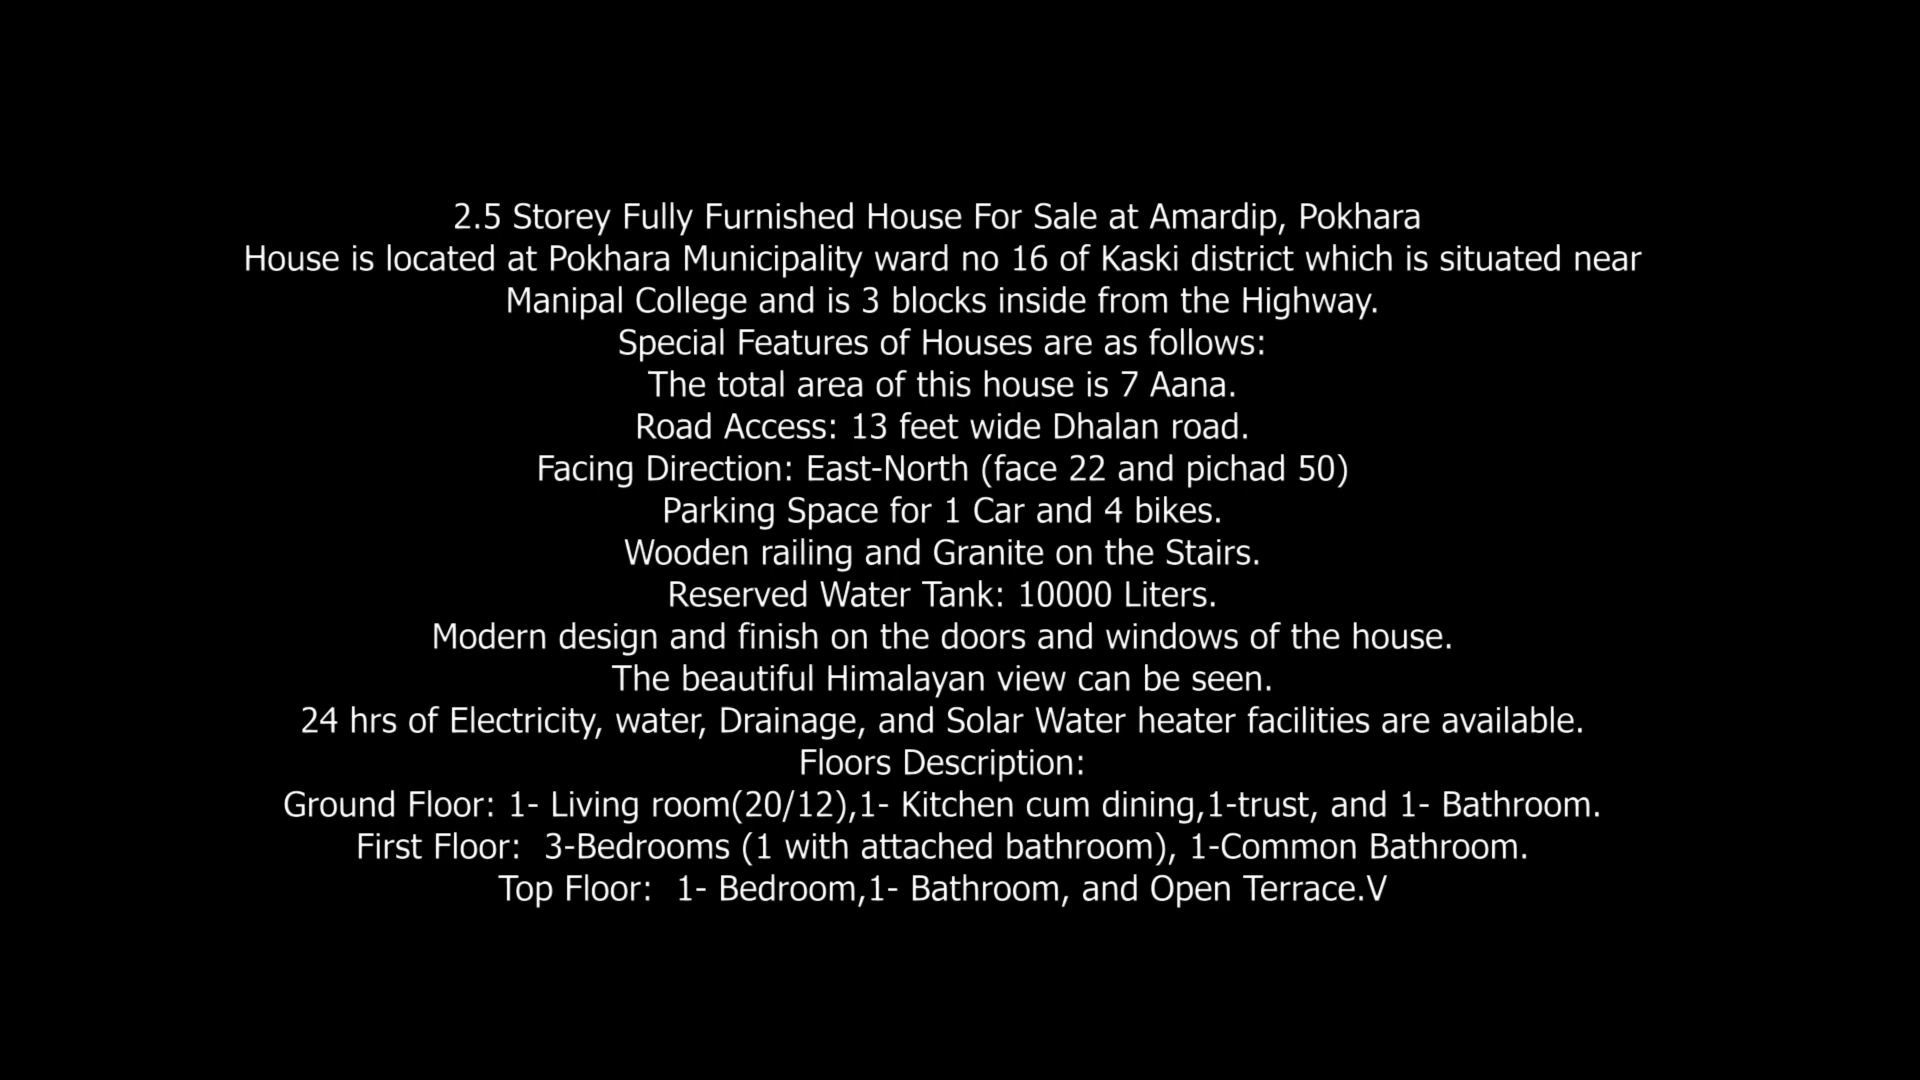 2.5 Storey Fully Furnished House For Sale at Amardip, Pokhara
House is located at Pokhara Municipality ward no 16 of Kaski district which is situated near
Manipal College and is 3 blocks inside from the Highway.
Special Features of Houses are as follows:
The total area of this house is 7 Aana.
Road Access: 13 feet wide Dhalan road.
Facing Direction: East-North (face 22 and pichad 50)
Parking Space for 1 Car and 4 bikes.
Wooden railing and Granite on the Stairs.
Reserved Water Tank: 10000 Liters.
Modern design and finish on the doors and windows of the house.
The beautiful Himalayan view can be seen.
24 hrs of Electricity, water, Drainage, and Solar Water heater facilities are available.
Floors Description:
Ground Floor: 1- Living room(20/12),1- Kitchen cum dining,1-trust, and 1- Bathroom.
First Floor:  3-Bedrooms (1 with attached bathroom), 1-Common Bathroom.
Top Floor:  1- Bedroom,1- Bathroom, and Open Terrace.V